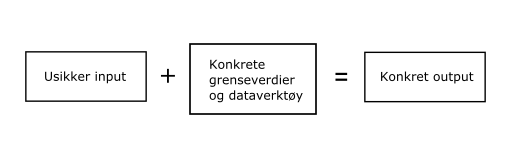 Usikker input
+
Konkrete
grenseverdier
og dataverktøy
=
Konkret output